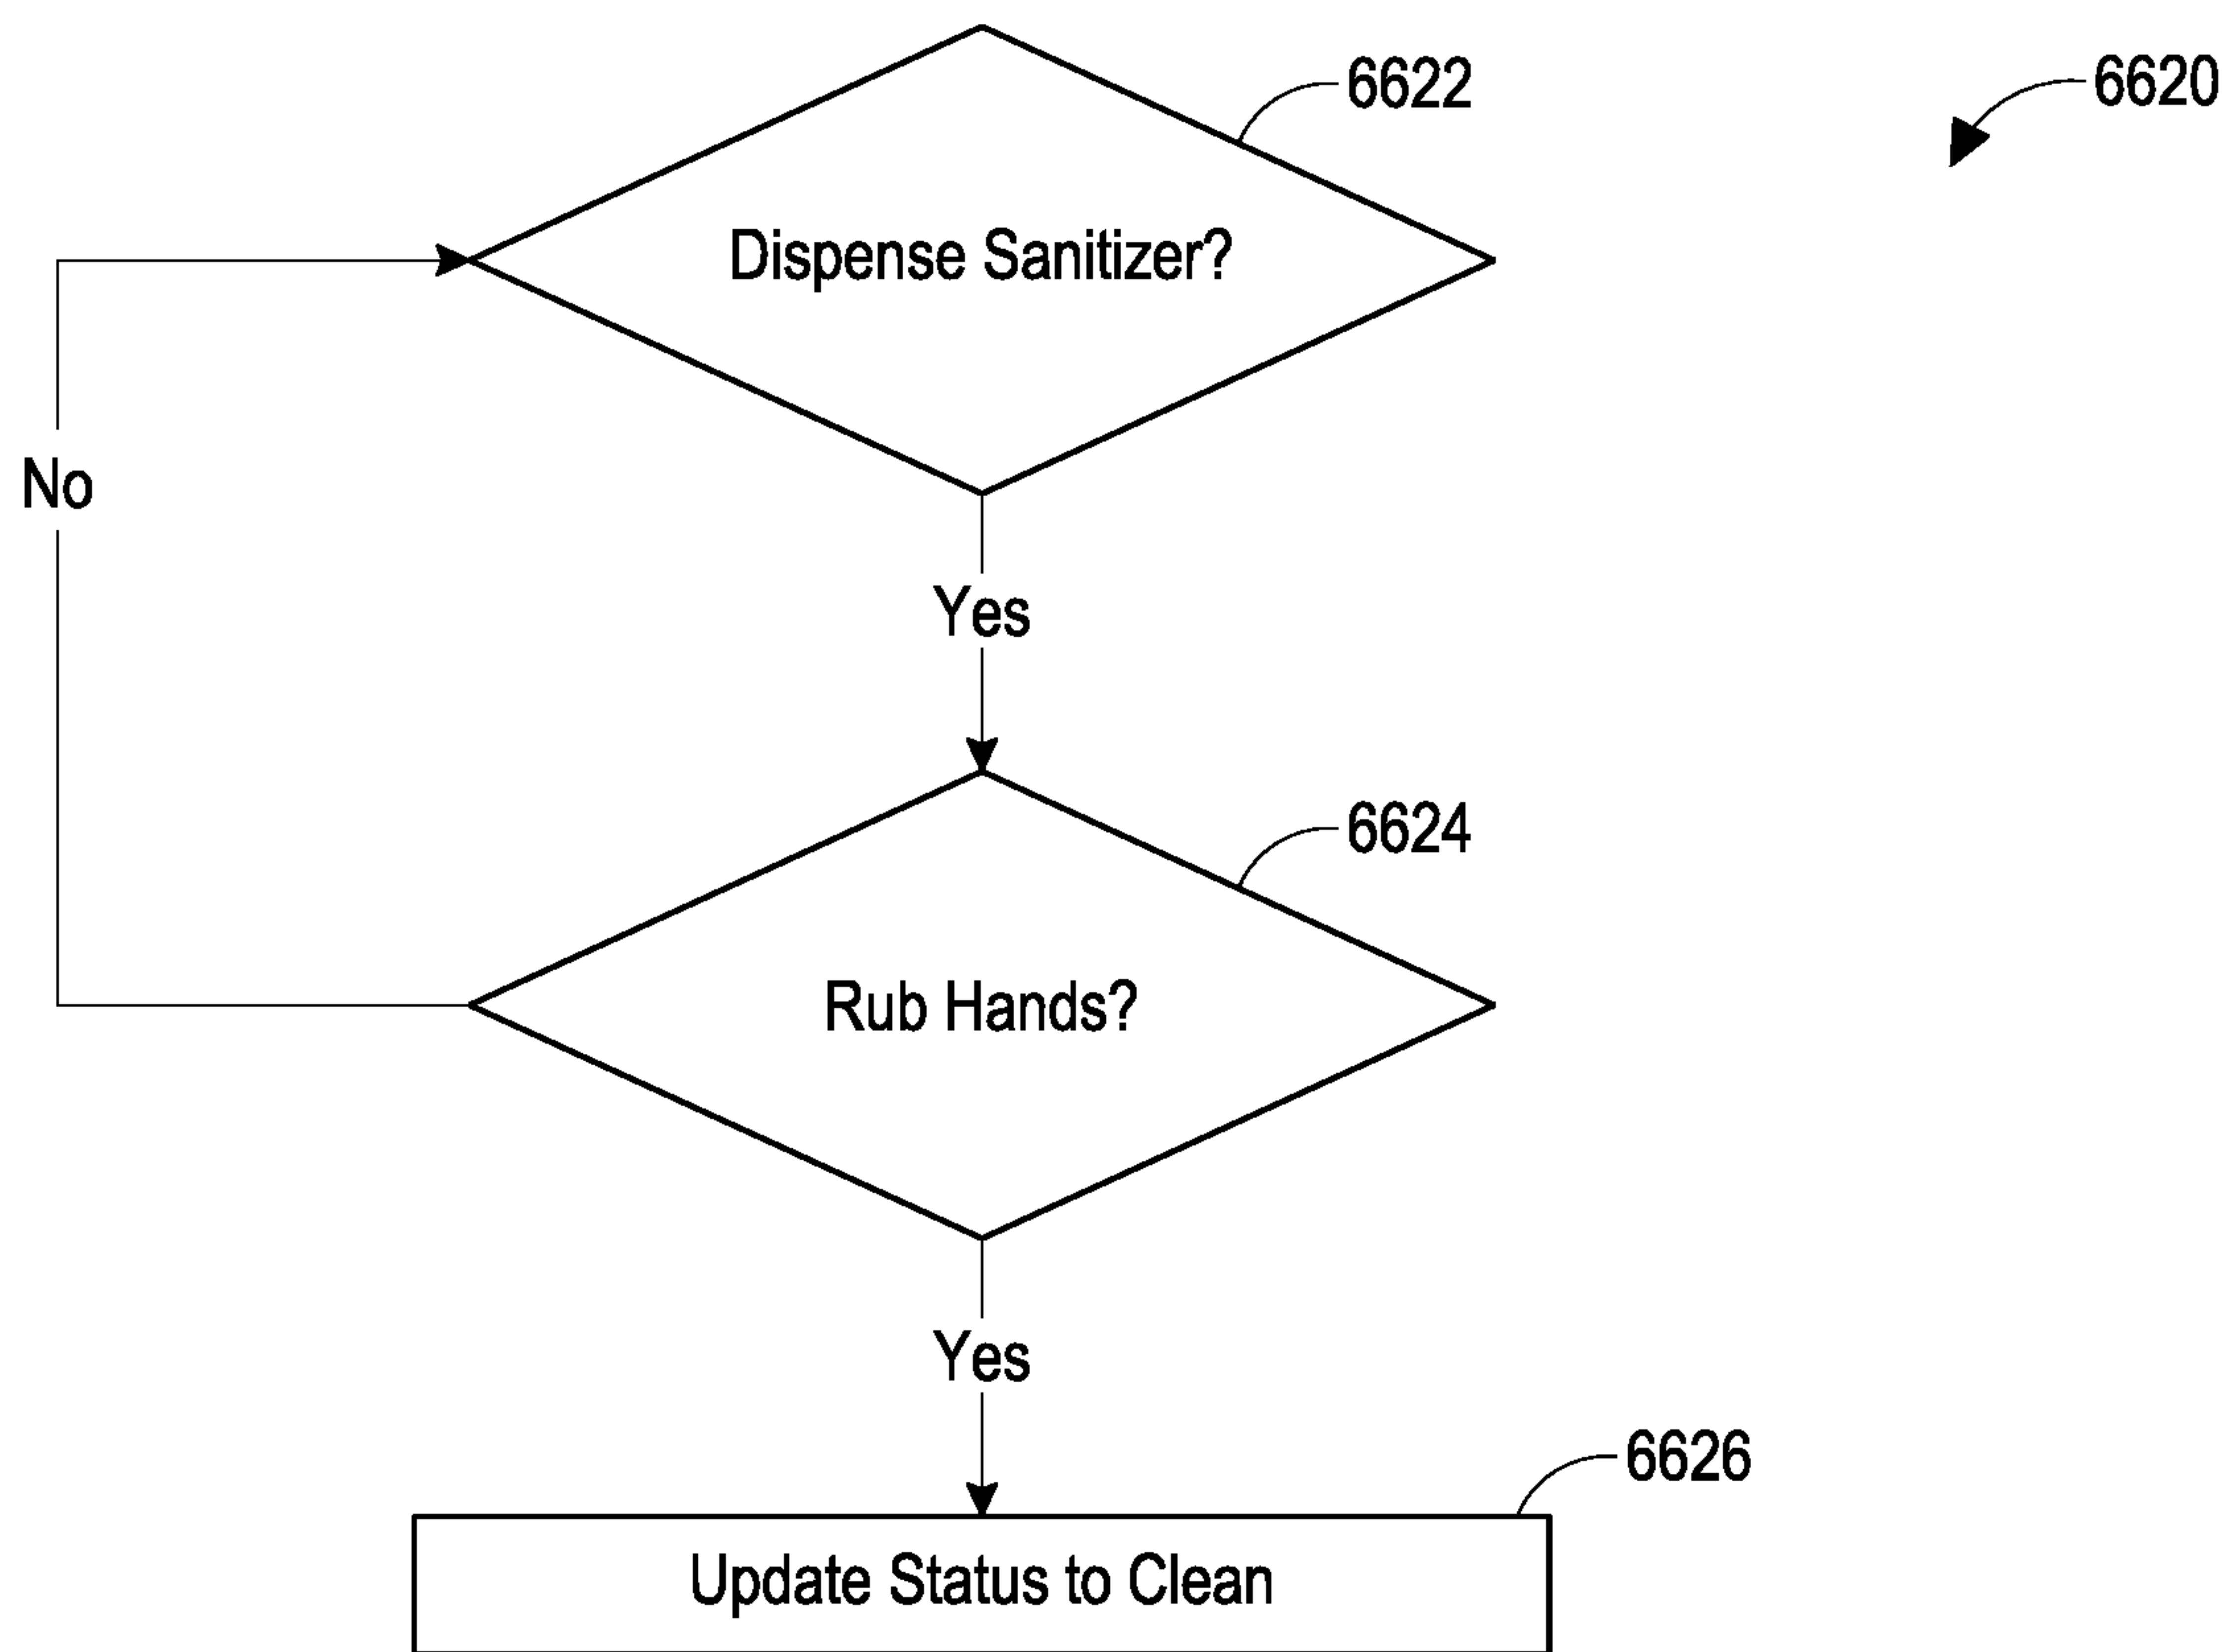 6622
6620
Dispense Sanitizer?
No
Yes
6624
Rub Hands?
Yes
6626
Update Status to Clean